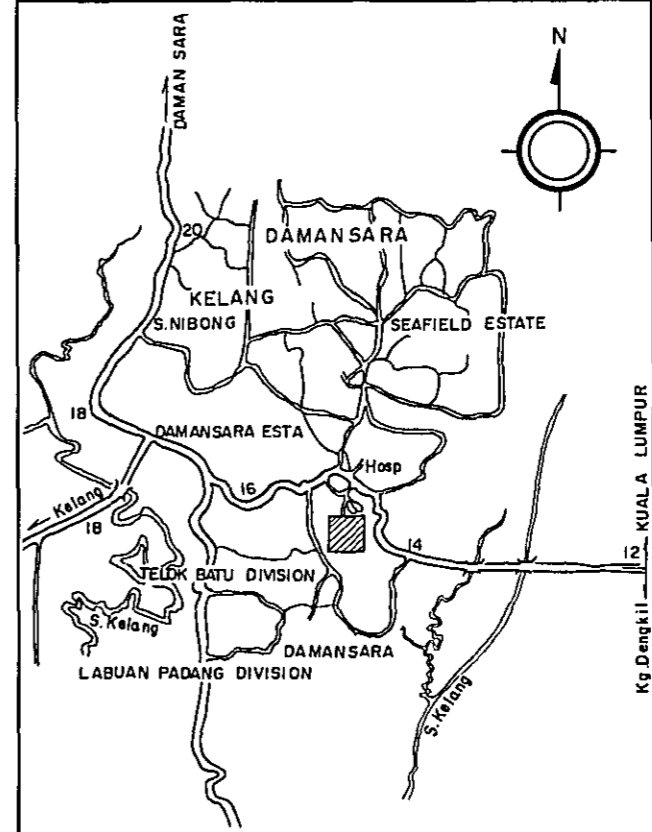 DAMAN SARA
N
20
DAMANSARA
KELANG
S. NIBONG
SEAFIELD ESTATE
18
DAMANSARA ESTA
Hosp
16
Kelang
18
14
12
Kg. Dengkil — KUALA LUMPUR
TELOK BATU DIVISION
S. Kelang
DAMANSARA
LABUAN PADANG DIVISION
S. Kelang